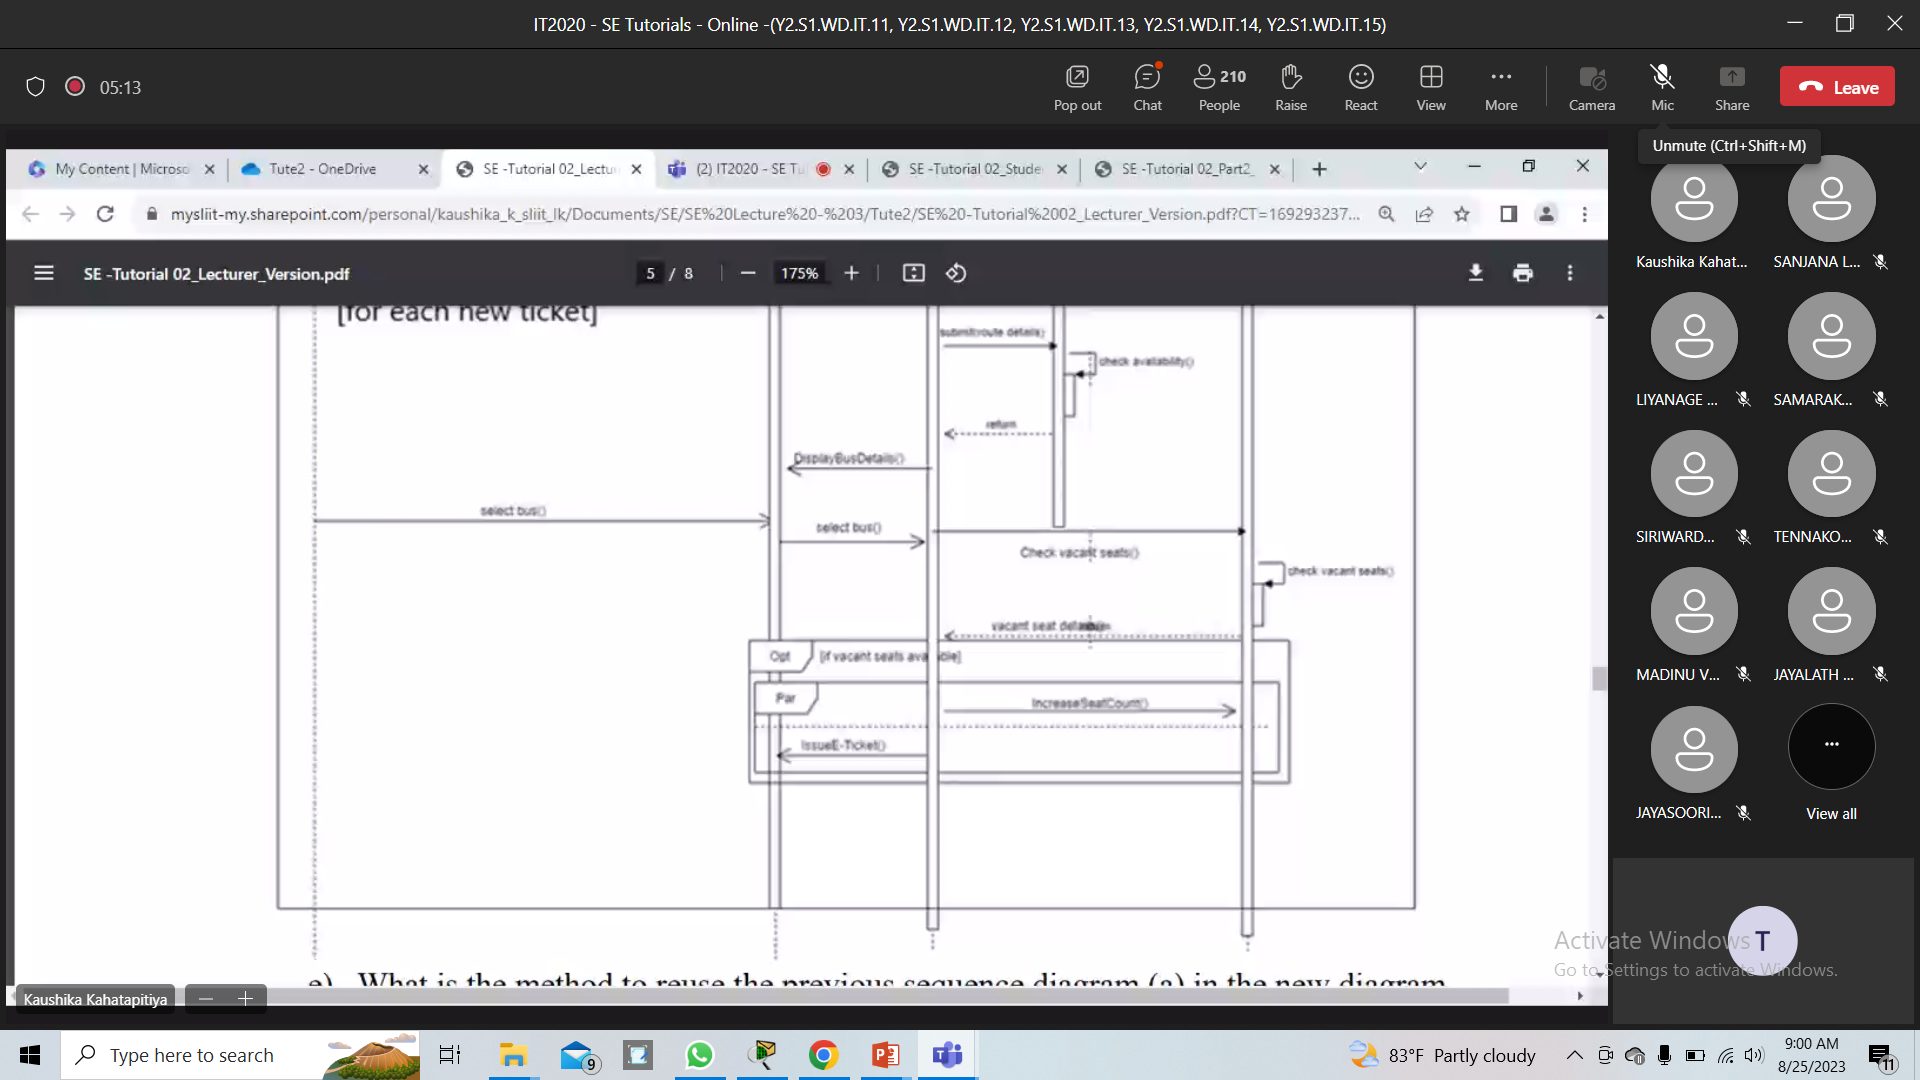 IT2020 - SE Tutorials - Online -(Y2.S1.WD.IT.11, Y2.S1.WD.IT.12, Y2.S1.WD.IT.13, Y2.S1.WD.IT.14, Y2.S1.WD.IT.15)
05:13
Pop out
Chat
210
People
Raise
React
View
More
Camera
Mic
Share
Leave
Unmute (Ctrl+Shift+M)
My Content | Microso
Tute2 - OneDrive
SE -Tutorial 02_Lectur
(2) IT2020 - SE Tu
SE -Tutorial 02_Stude
SE -Tutorial 02_Part2_
mysliit-my.sharepoint.com/personal/kaushika_k_sliit_lk/Documents/SE/SE%20Lecture%20-%203/Tute2/SE%20-Tutorial%2002_Lecturer_Version.pdf?CT=169293237...
SE -Tutorial 02_Lecturer_Version.pdf
5 / 8
175%
[for each new ticket]
submit(route details)
check availability()
return
DisplayBusDetails()
select bus()
select bus()
Check vacant seats()
check vacant seats()
vacant seat
Opt
[if vacant seats available]
Par
IncreaseSeatCount()
IssueE-Ticket()
e) What is the method to reuse the previous sequence diagram (a) in the new diagram
Kaushika Kahatapitiya
Kaushika Kahat...
SANJANA L...
LIYANAGE ...
SAMARAK...
SIRIWARD...
TENNAKO...
MADINU V...
JAYALATH ...
JAYASOORI...
View all
T
Activate Windows
Go to Settings to activate Windows.
Type here to search
9
83°F Partly cloudy
9:00 AM
8/25/2023
11